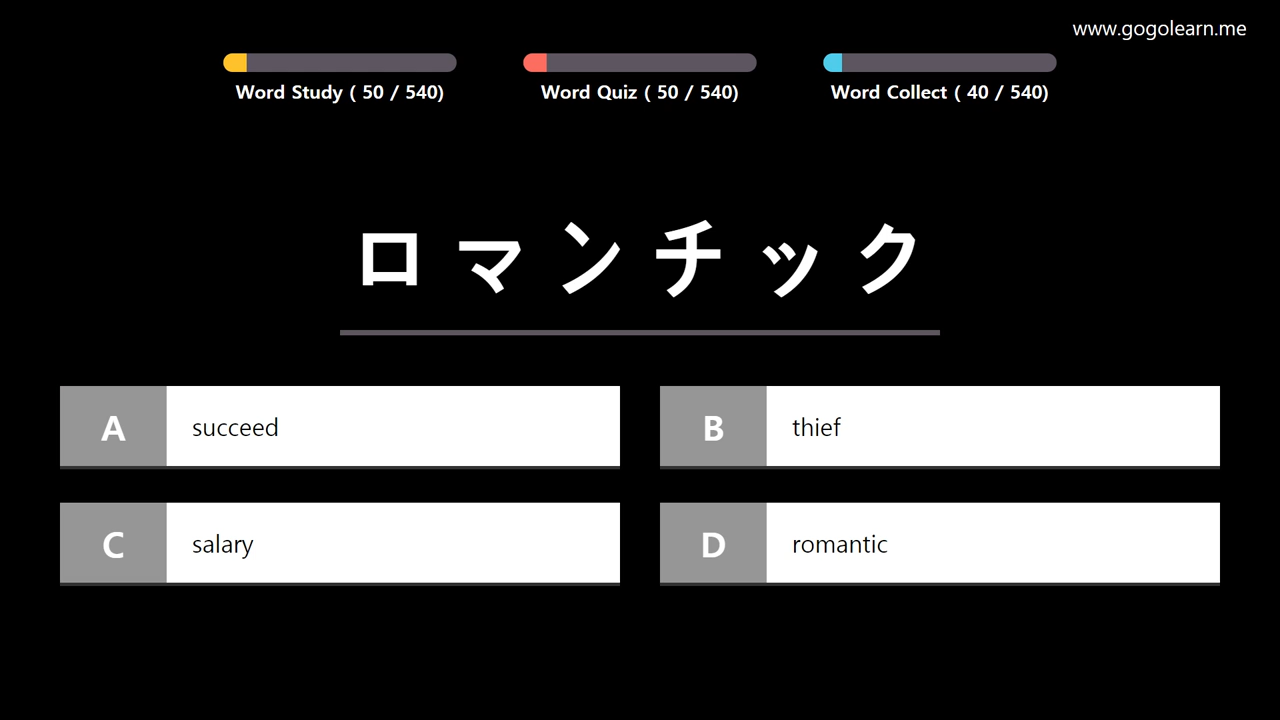 www.gogolearn.me
Word Study ( 50 / 540)
Word Quiz ( 50 / 540)
Word Collect ( 40 / 540)
ロマンチック
A succeed
B thief
C salary
D romantic